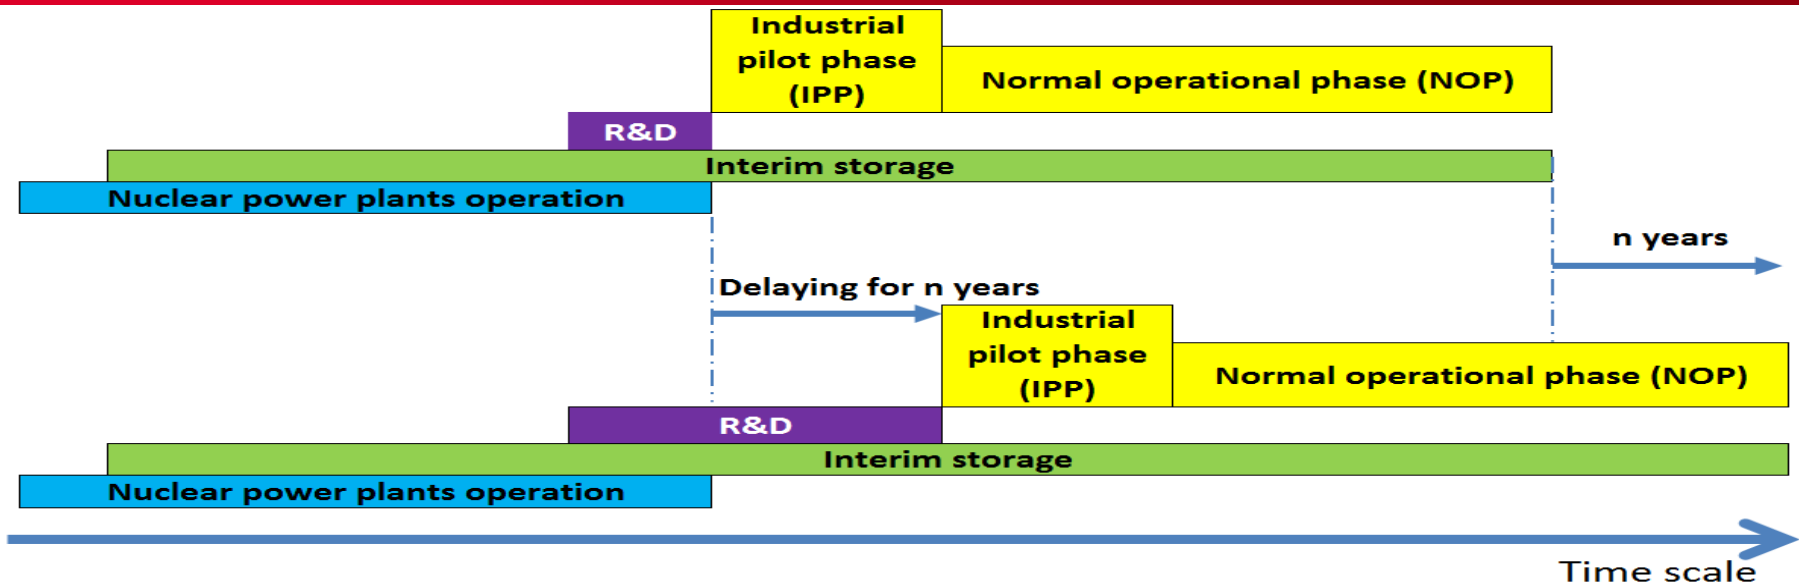 Industrial
pilot phase
(IPP)
Normal operational phase (NOP)
R&D
Interim storage
Nuclear power plants operation
n years
Delaying for n years
Industrial
pilot phase
(IPP)
Normal operational phase (NOP)
R&D
Interim storage
Nuclear power plants operation
Time scale